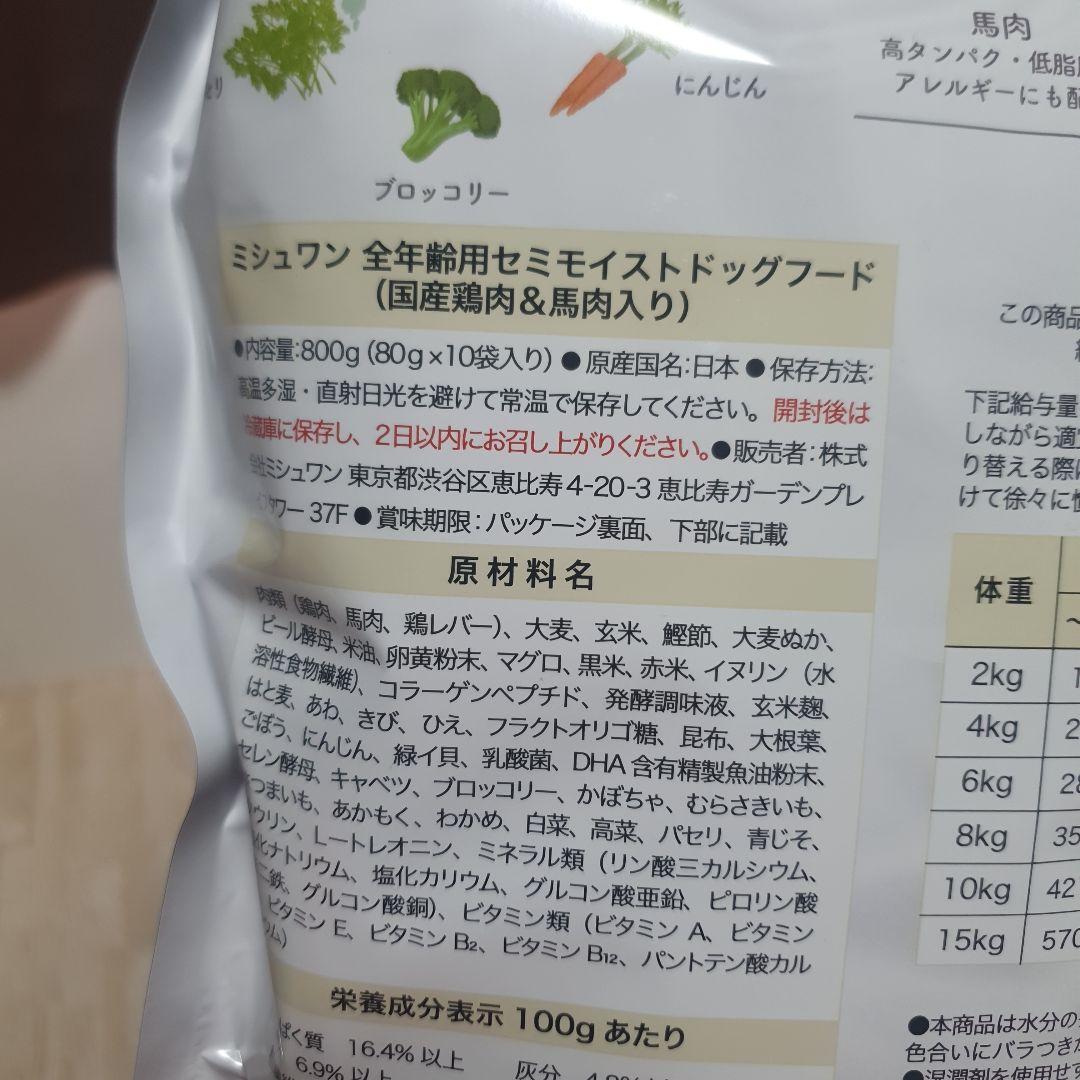 り
にんじん
ブロッコリー
馬肉
高タンパク・低脂
アレルギーにも配
ミシュワン 全年齢用セミモイストドッグフード
(国産鶏肉&馬肉入り)
●内容量:800g (80g×10袋入り) ●原産国名:日本 ●保存方法:
高温多湿・直射日光を避けて常温で保存してください。開封後は
冷蔵庫に保存し、2日以内にお召し上がりください。●販売者:株式
会社ミシュワン 東京都渋谷区恵比寿4-20-3 恵比寿ガーデンプレ
タワー 37F ●賞味期限:パッケージ裏面、下部に記載
原材料名
肉類(鶏肉、馬肉、鶏レバー)、大麦、玄米、鰹節、大麦ぬか、
ビール酵母、米油、卵黄粉末、マグロ、黒米、赤米、イヌリン(水
溶性食物繊維)、コラーゲンペプチド、発酵調味液、玄米麹、
はと麦、あわ、きび、ひえ、フラクトオリゴ糖、昆布、大根葉、
ごぼう、にんじん、緑イ貝、乳酸菌、DHA含有精製魚油粉末、
セレン酵母、キャベツ、ブロッコリー、かぼちゃ、むらさきいも、
つまいも、あかもく、わかめ、白菜、高菜、パセリ、青じそ、
ウリン、L-トレオニン、ミネラル類(リン酸三カルシウム、
化ナトリウム、塩化カリウム、グルコン酸亜鉛、ピロリン酸
二鉄、グルコン酸銅)、ビタミン類(ビタミン A、ビタミン
ビタミン E、ビタミン B₂、ビタミン B₁₂、パントテン酸カル
ウム)
栄養成分表示 100gあたり
ぱく質 16.4%以上
6.9%以上
灰分
この商品
下記給与量
しながら適
り替える際
けて徐々に
体重
~
2kg 1
4kg 2
6kg 28
8kg 35
10kg 42
15kg 570
●本商品は水分の
色合いにバラつき
●湿潤剤を使用せ